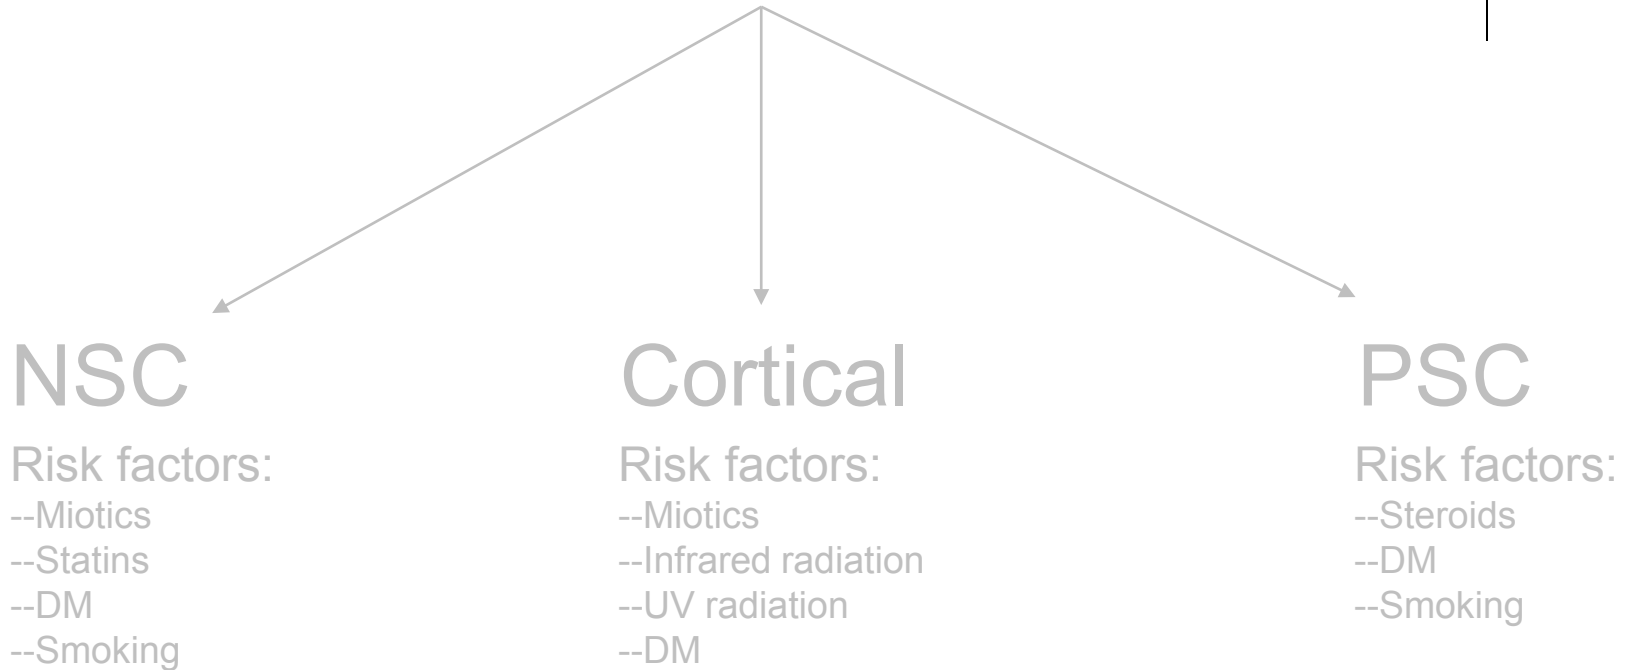 NSC
Risk factors:
--Miotics
--Statins
--DM
--Smoking
Cortical
Risk factors:
--Miotics
--Infrared radiation
--UV radiation
--DM
PSC
Risk factors:
--Steroids
--DM
--Smoking